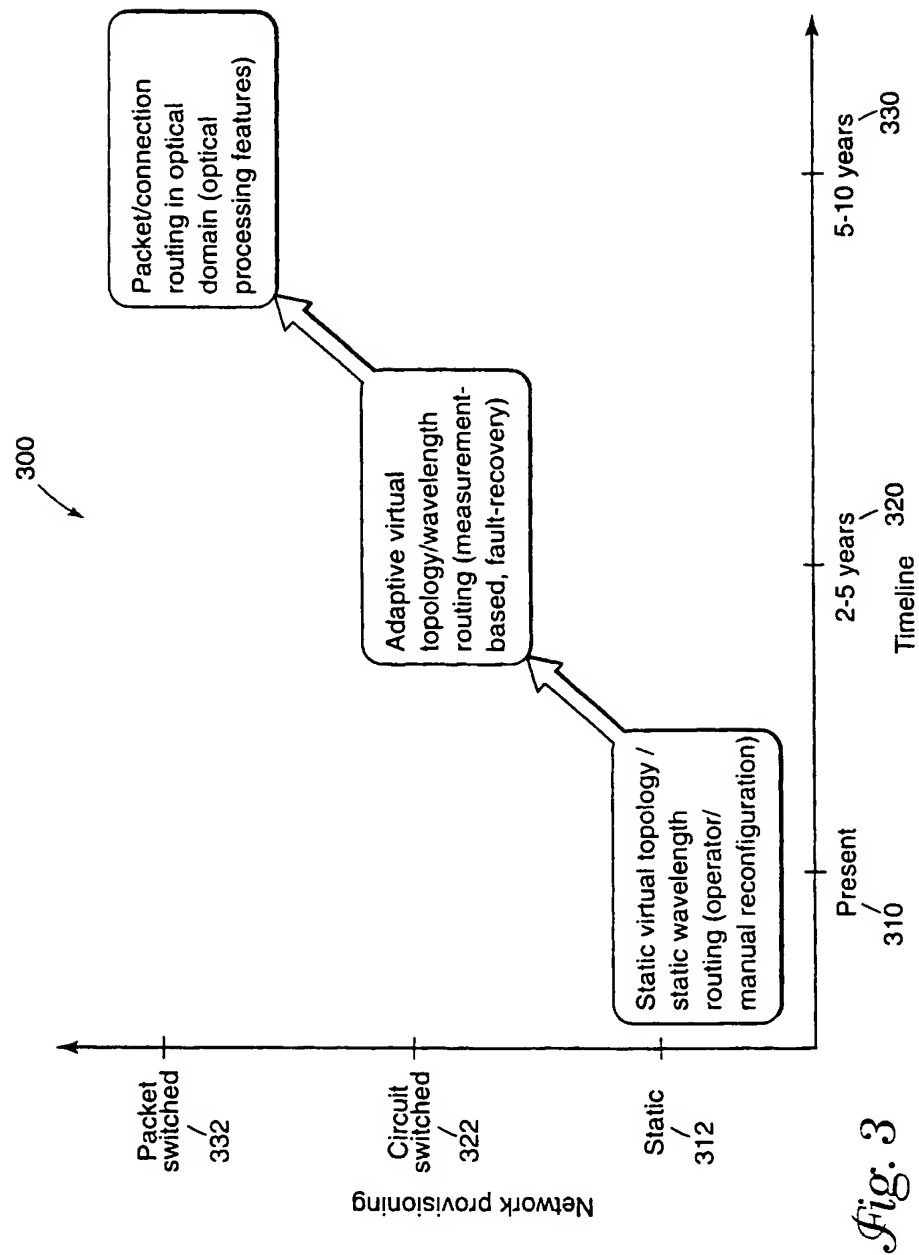 300
Network provisioning
Packet
switched
332
Circuit
switched
322
Static
312
Packet/connection
routing in optical
domain (optical
processing features)
Adaptive virtual
topology/wavelength
routing (measurement-
based, fault-recovery)
Static virtual topology /
static wavelength
routing (operator/
manual reconfiguration)
Present
310
2-5 years
320
5-10 years
330
Timeline
Fig. 3